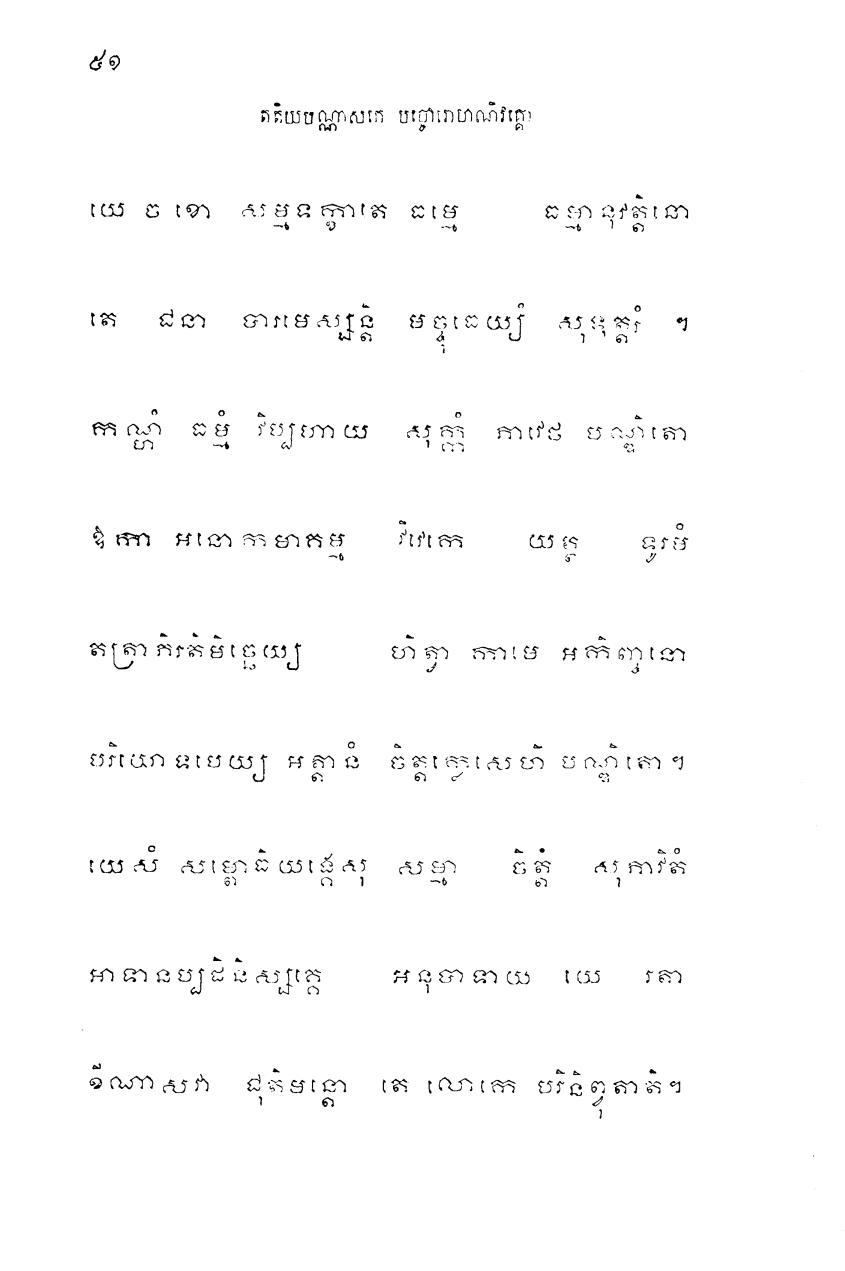 ៥១
តតិយបណ្ណាសកេ បច្ចោរោហណិវគ្គោ
យេ ច ខោ សម្មទក្ខាតេ ធម្មេ ធម្មានុវត្តិនោ
តេ ជនា បារមេស្សន្តិ មច្ចុធេយ្យំ សុទុត្តរំ ។
កណ្ហំ ធម្មំ វិប្បហាយ សុក្កំ ភាវេថ បណ្ឌិតោ
ឱកា អនោកមាគម្ម វិវេកេ យត្ថ ទូរមំ
តត្រាភិរតិមិច្ឆេយ្យ ហិត្វា កាមេ អកិញ្ចនោ
បរិយោទបេយ្យ អត្តានំ ចិត្តក្លេសេហិ បណ្ឌិតោ។
យេសំ សម្ពោធិយង្គេសុ សម្មា ចិត្តំ សុភាវិតំ
អាទានប្បដិនិស្សគ្គេ អនុបាទាយ យេ រតា
ខីណាសវា ជុតិមន្តោ តេ លោកេ បរិនិព្វុតាតិ។